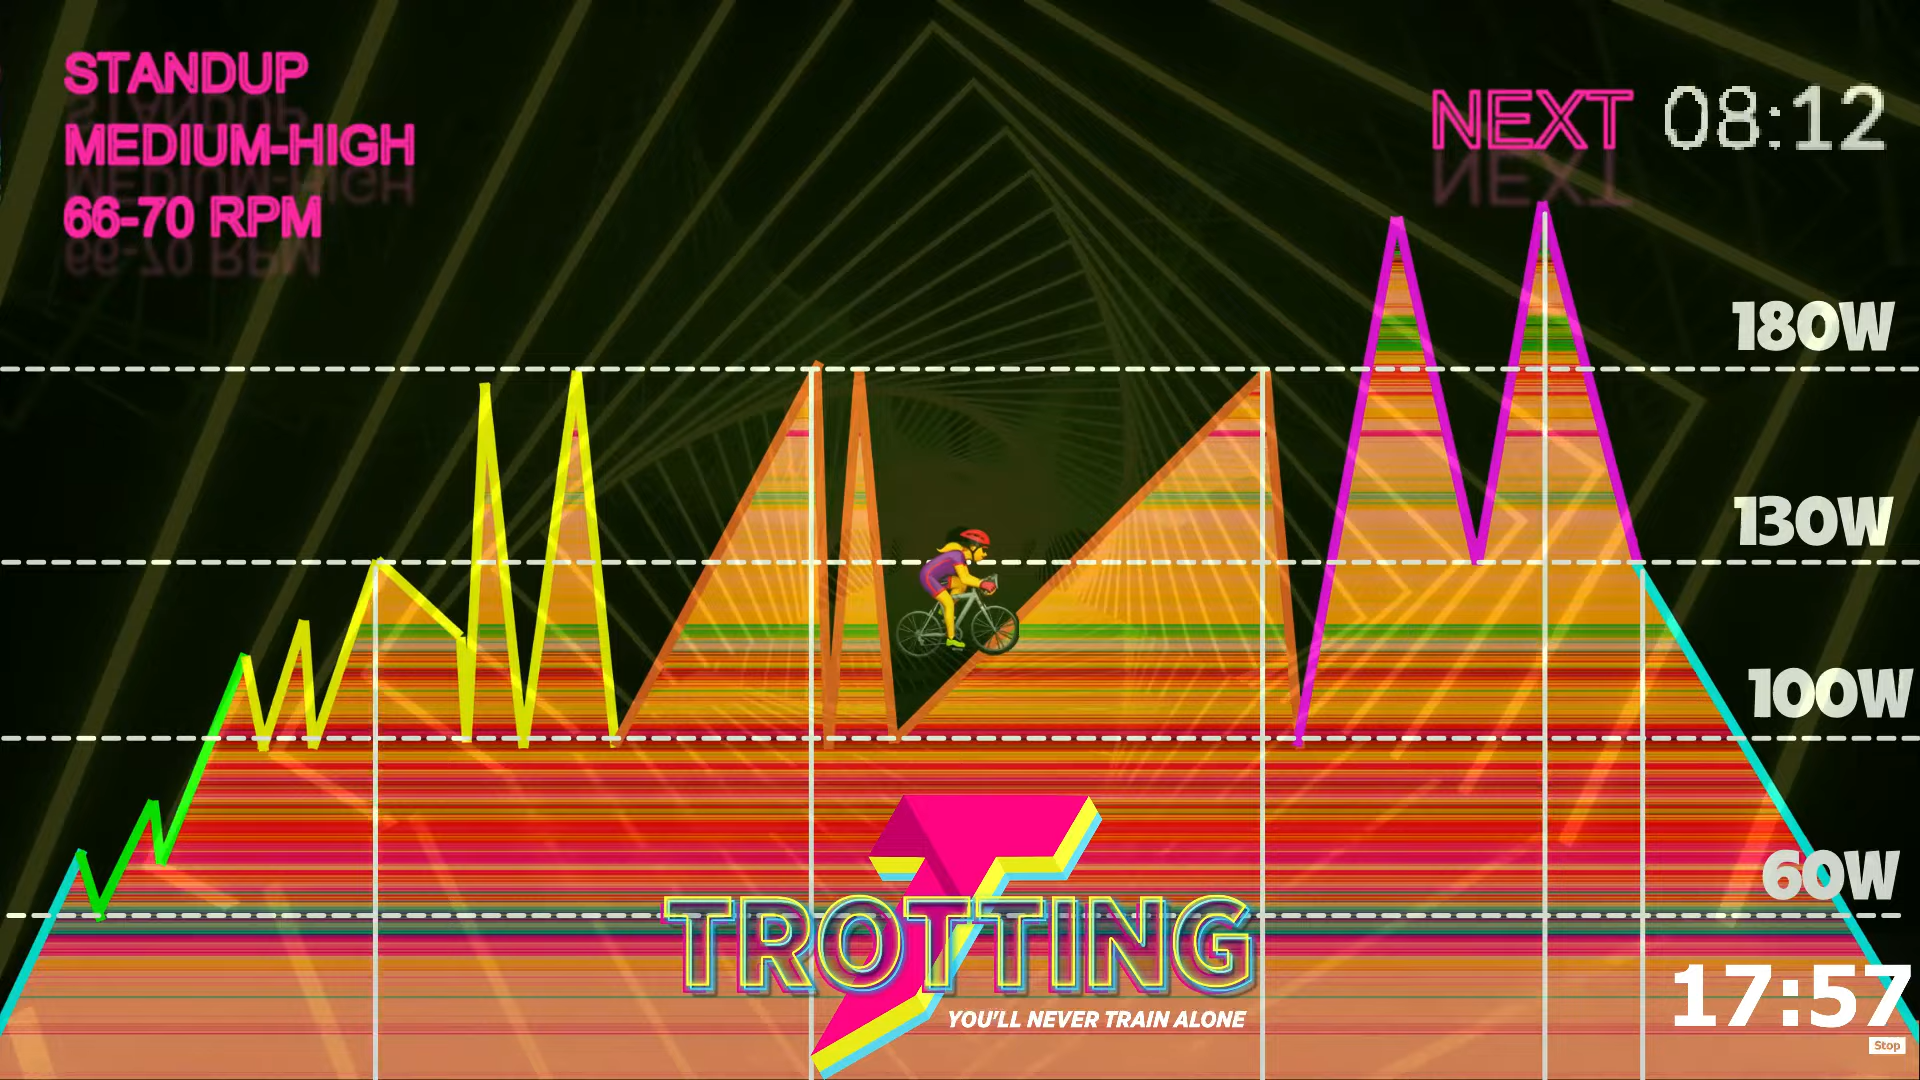 STANDUP
MEDIUM-HIGH
66-70 RPM
NEXT 08:12
180W
130W
100W
60W
TROTTING
YOU'LL NEVER TRAIN ALONE
17:57
Stop